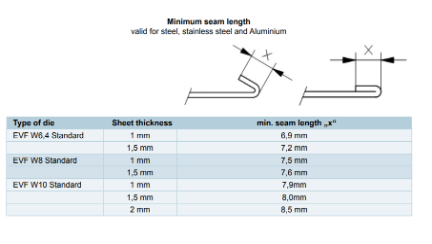 Minimum seam length
valid for steel, stainless steel and Aluminium
X
X
Type of die Sheet thickness min. seam length „x“
EVF W6,4 Standard 1 mm 6,9 mm
1,5 mm 7,2 mm
EVF W8 Standard 1 mm 7,5 mm
1,5 mm 7,6 mm
EVF W10 Standard 1 mm 7,9mm
1,5 mm 8,0mm
2 mm 8,5 mm